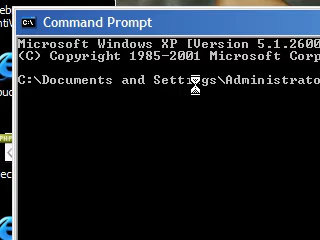 Command Prompt
Microsoft Windows XP [Version 5.1.2600
(C) Copyright 1985-2001 Microsoft Corp
C:\Documents and Settings\Administrato